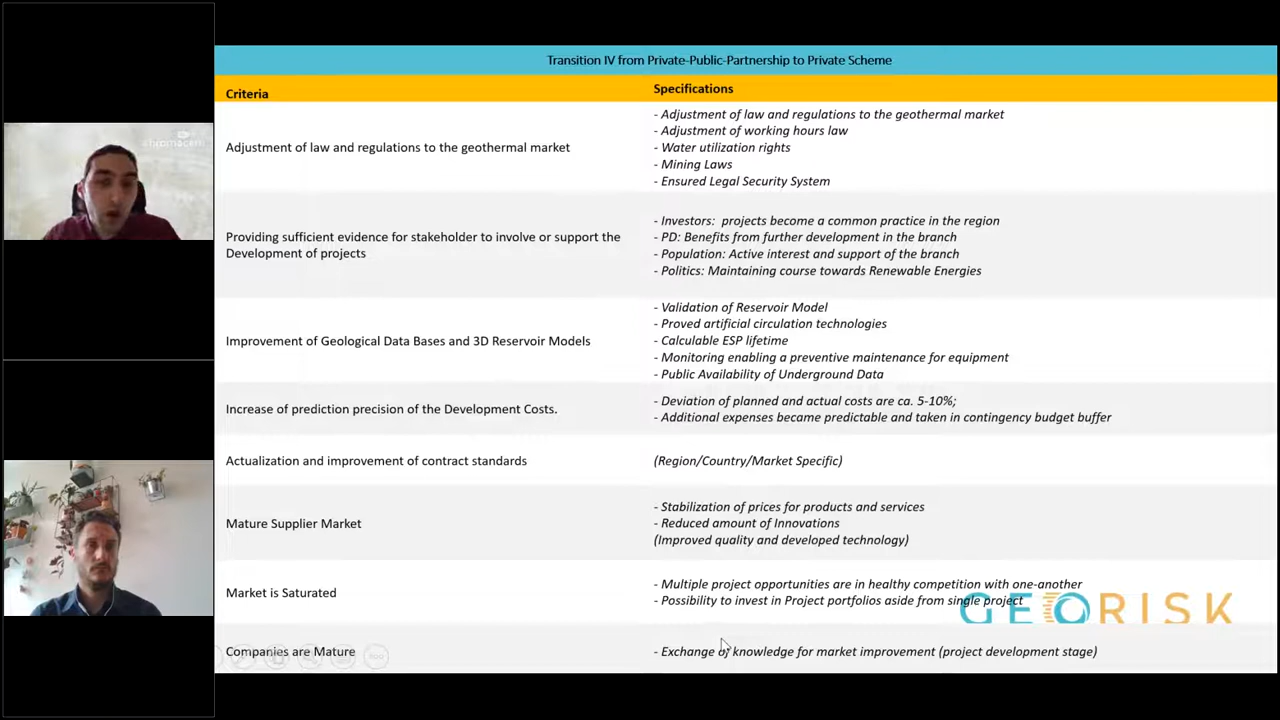 Transition IV from Private-Public-Partnership to Private Scheme
Criteria
Specifications
Adjustment of law and regulations to the geothermal market
- Adjustment of law and regulations to the geothermal market
- Adjustment of working hours law
- Water utilization rights
- Mining Laws
- Ensured Legal Security System
Providing sufficient evidence for stakeholder to involve or support the
Development of projects
- Investors: projects become a common practice in the region
- PD: Benefits from further development in the branch
- Population: Active interest and support of the branch
- Politics: Maintaining course towards Renewable Energies
Improvement of Geological Data Bases and 3D Reservoir Models
- Validation of Reservoir Model
- Proved artificial circulation technologies
- Calculable ESP lifetime
- Monitoring enabling a preventive maintenance for equipment
- Public Availability of Underground Data
Increase of prediction precision of the Development Costs.
- Deviation of planned and actual costs are ca. 5-10%;
- Additional expenses became predictable and taken in contingency budget buffer
Actualization and improvement of contract standards
(Region/Country/Market Specific)
Mature Supplier Market
- Stabilization of prices for products and services
- Reduced amount of Innovations
(Improved quality and developed technology)
Market is Saturated
- Multiple project opportunities are in healthy competition with one-another
- Possibility to invest in Project portfolios aside from single project
GEORISK
Companies are Mature
- Exchange of knowledge for market improvement (project development stage)